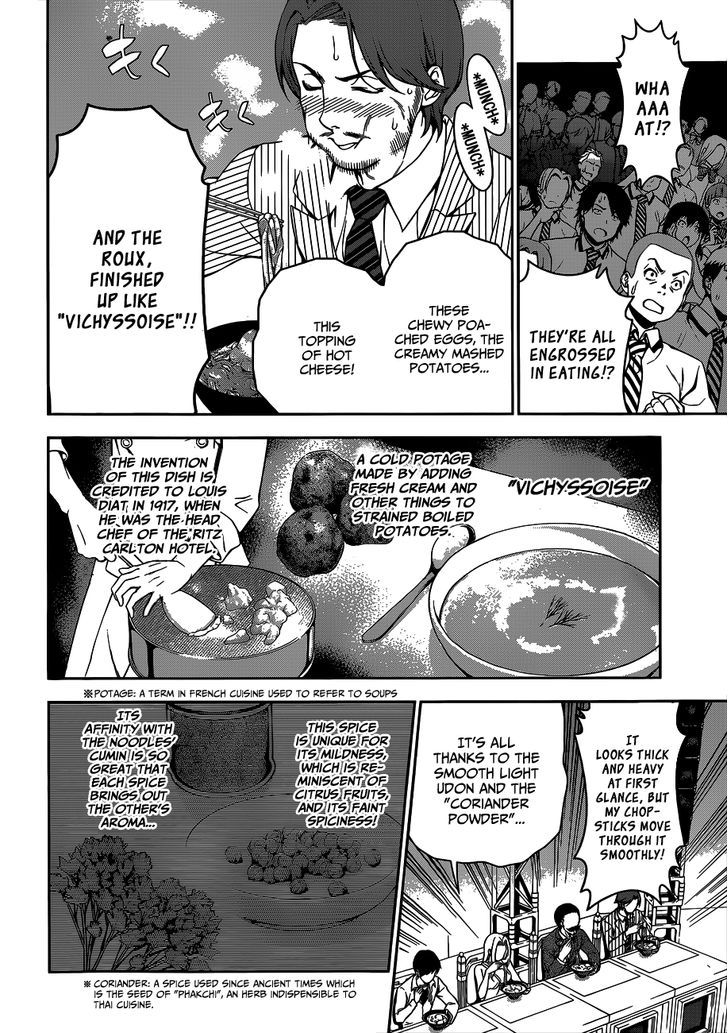 WHA
AAA
AT!?
THEY'RE ALL
ENGROSSED
IN EATING!?
*MUNCH*
*MUNCH*
THESE
CHEWY POA-
CHED EGGS, THE
CREAMY MASHED
POTATOES...
THIS
TOPPING
OF HOT
CHEESE!
AND THE
ROUX,
FINISHED
UP LIKE
"VICHYSSOISE"!!
"VICHYSSOISE"
A COLD POTAGE
MADE BY ADDING
FRESH CREAM AND
OTHER THINGS TO
STRAINED BOILED
POTATOES.
THE INVENTION
OF THIS DISH IS
CREDITED TO LOUIS
DIAT IN 1917, WHEN
HE WAS THE HEAD
CHEF OF THE RITZ
CARLTON HOTEL.
※POTAGE: A TERM IN FRENCH CUISINE USED TO REFER TO SOUPS
IT
LOOKS THICK
AND HEAVY
AT FIRST
GLANCE, BUT
MY CHOP-
STICKS MOVE
THROUGH IT
SMOOTHLY!
IT'S ALL
THANKS TO THE
SMOOTH LIGHT
UDON AND THE
"CORIANDER
POWDER"...
THIS SPICE
IS UNIQUE FOR
ITS MILDNESS,
WHICH IS RE-
MINISCENT OF
CITRUS FRUITS,
AND ITS FAINT
SPICINESS!
ITS
AFFINITY WITH
THE NOODLES'
CUMIN IS SO
GREAT THAT
EACH SPICE
BRINGS OUT
THE OTHER'S
AROMA...
※ CORIANDER: A SPICE USED SINCE ANCIENT TIMES WHICH
IS THE SEED OF "PHAKCHI", AN HERB INDISPENSIBLE TO
THAI CUISINE.